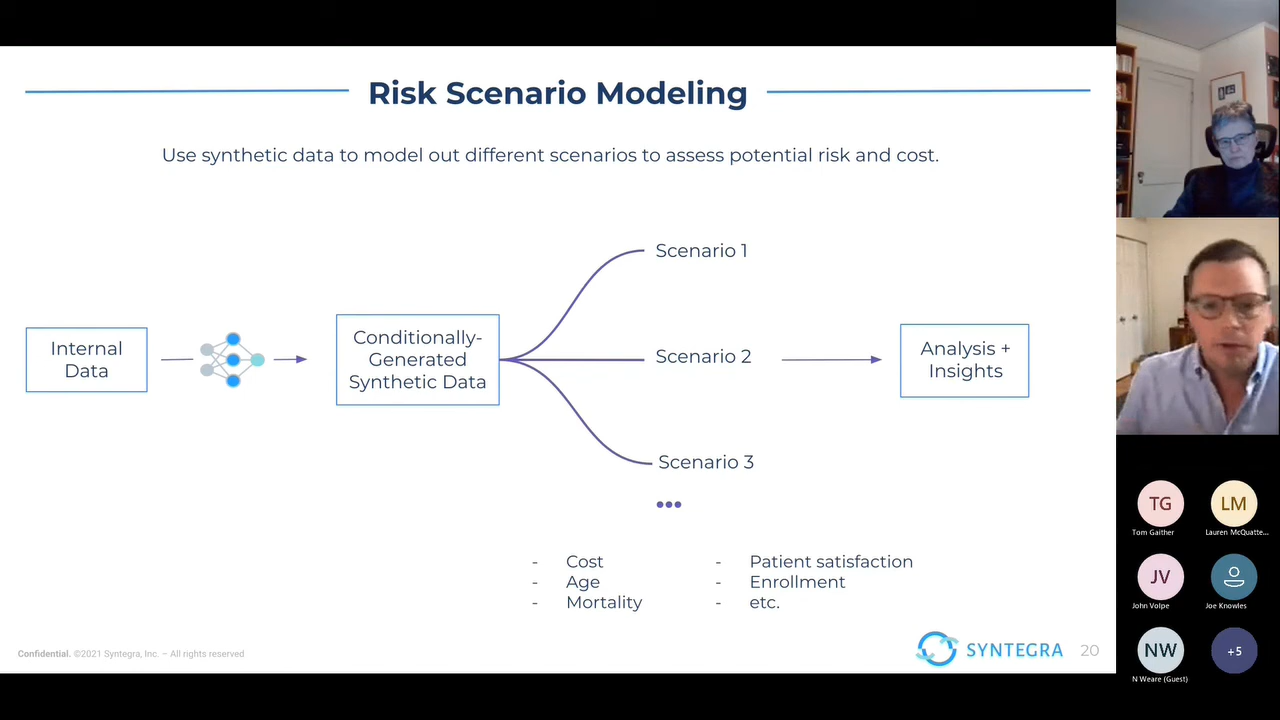 Risk Scenario Modeling
Use synthetic data to model out different scenarios to assess potential risk and cost.
Internal
Data
Conditionally-
Generated
Synthetic Data
Scenario 1
Scenario 2
Scenario 3
Analysis +
Insights
- Cost
- Age
- Mortality
- Patient satisfaction
- Enrollment
- etc.
Confidential. ©2021 Syntegra, Inc. – All rights reserved
SYNTEGRA
20
TG
Tom Gaither
LM
Lauren McQuatte...
JV
John Volpe
Joe Knowles
NW
N Weare (Guest)
+5